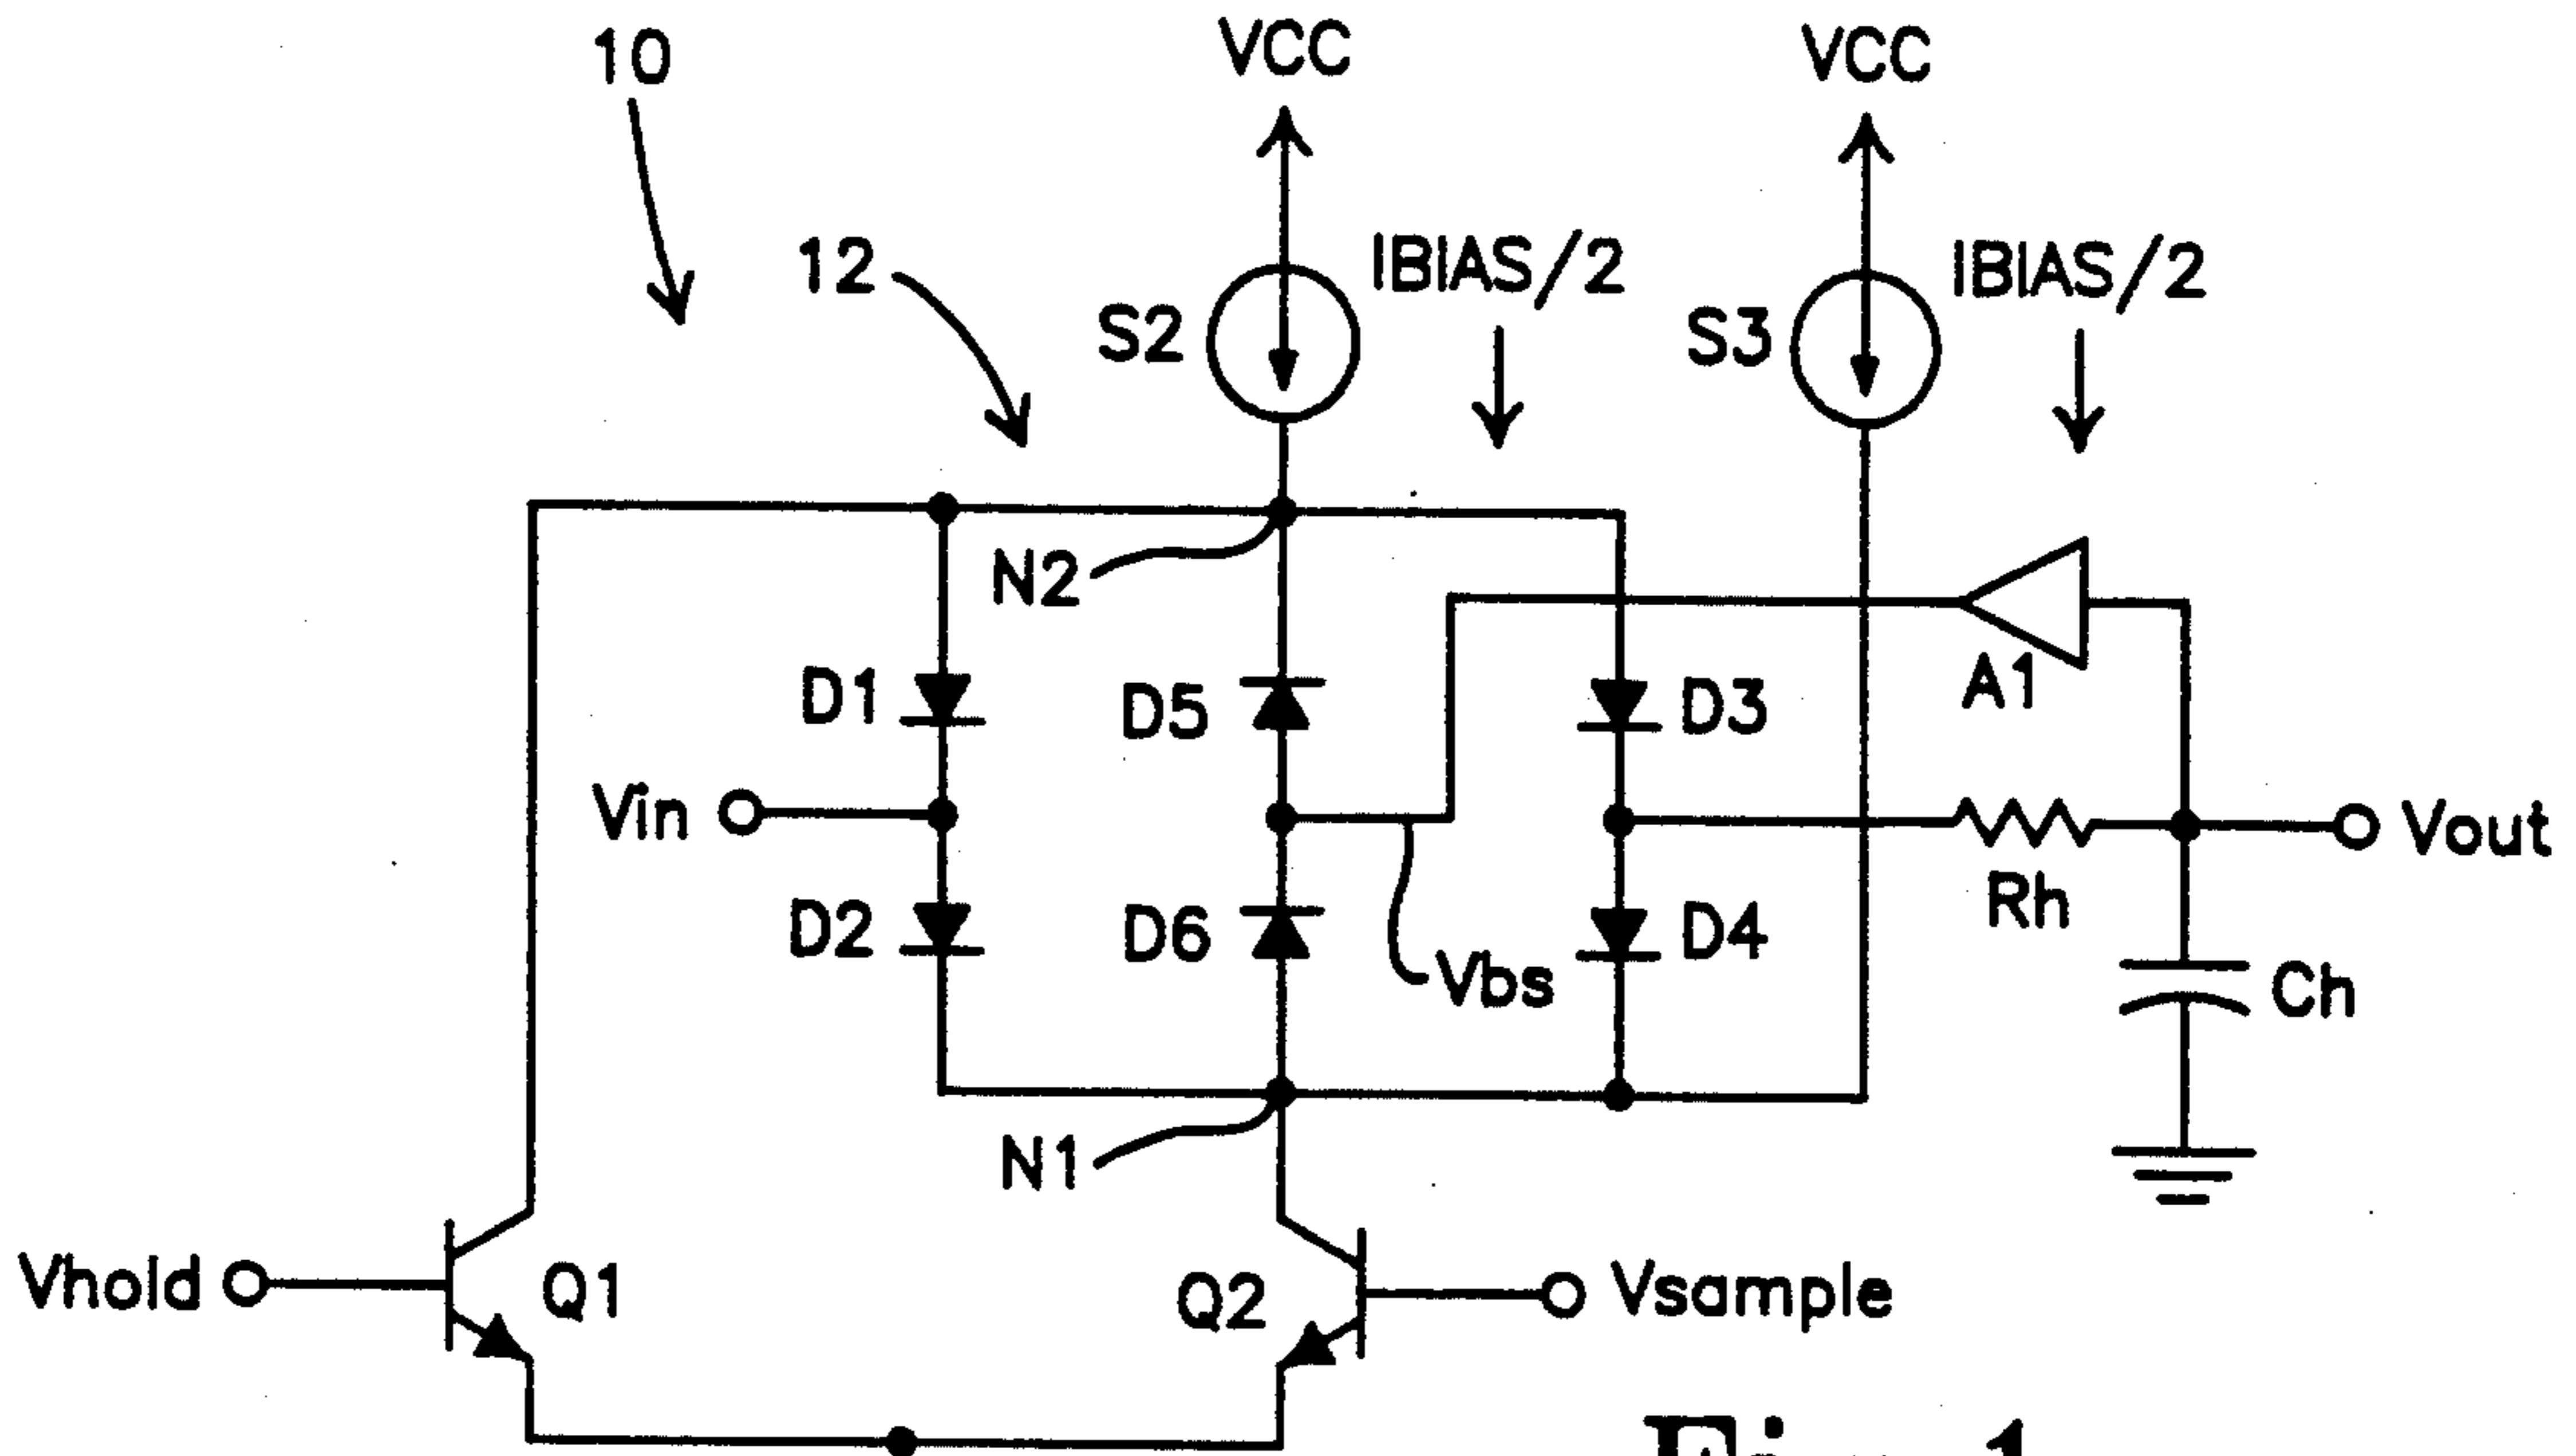 10
VCC
VCC
12
S2
IBIAS/2
S3
IBIAS/2
N2
D1
D5
D3
A1
Vin
Vout
Rh
D2
D6
D4
Vbs
Ch
N1
Vhold
Q1
Q2
Vsample